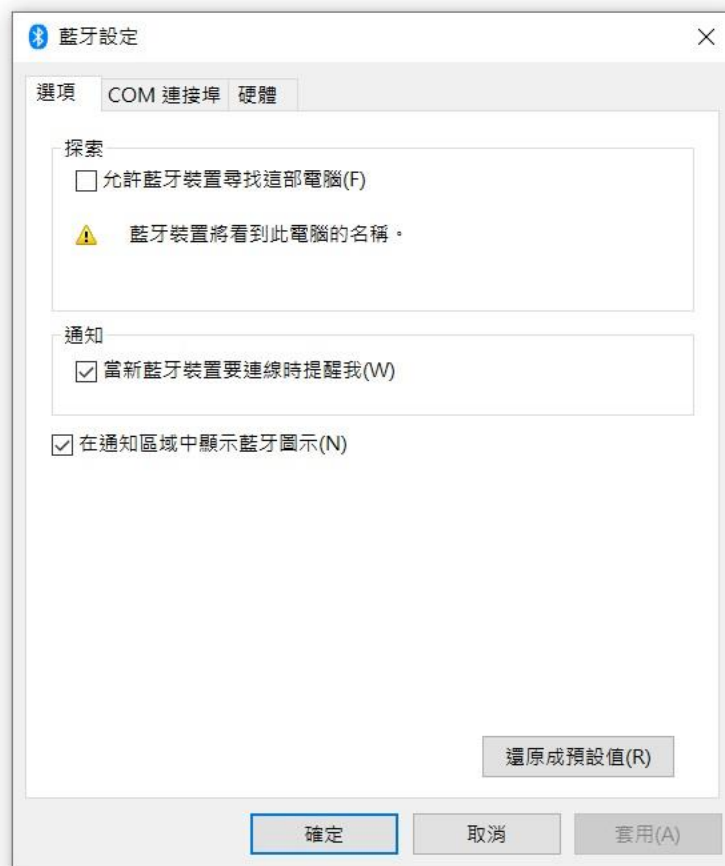 藍牙設定
選項 COM 連接埠 硬體
探索
允許藍牙裝置尋找這部電腦(F)
藍牙裝置將看到此電腦的名稱。
通知
當新藍牙裝置要連線時提醒我(W)
在通知區域中顯示藍牙圖示(N)
還原成預設值(R)
確定 取消 套用(A)